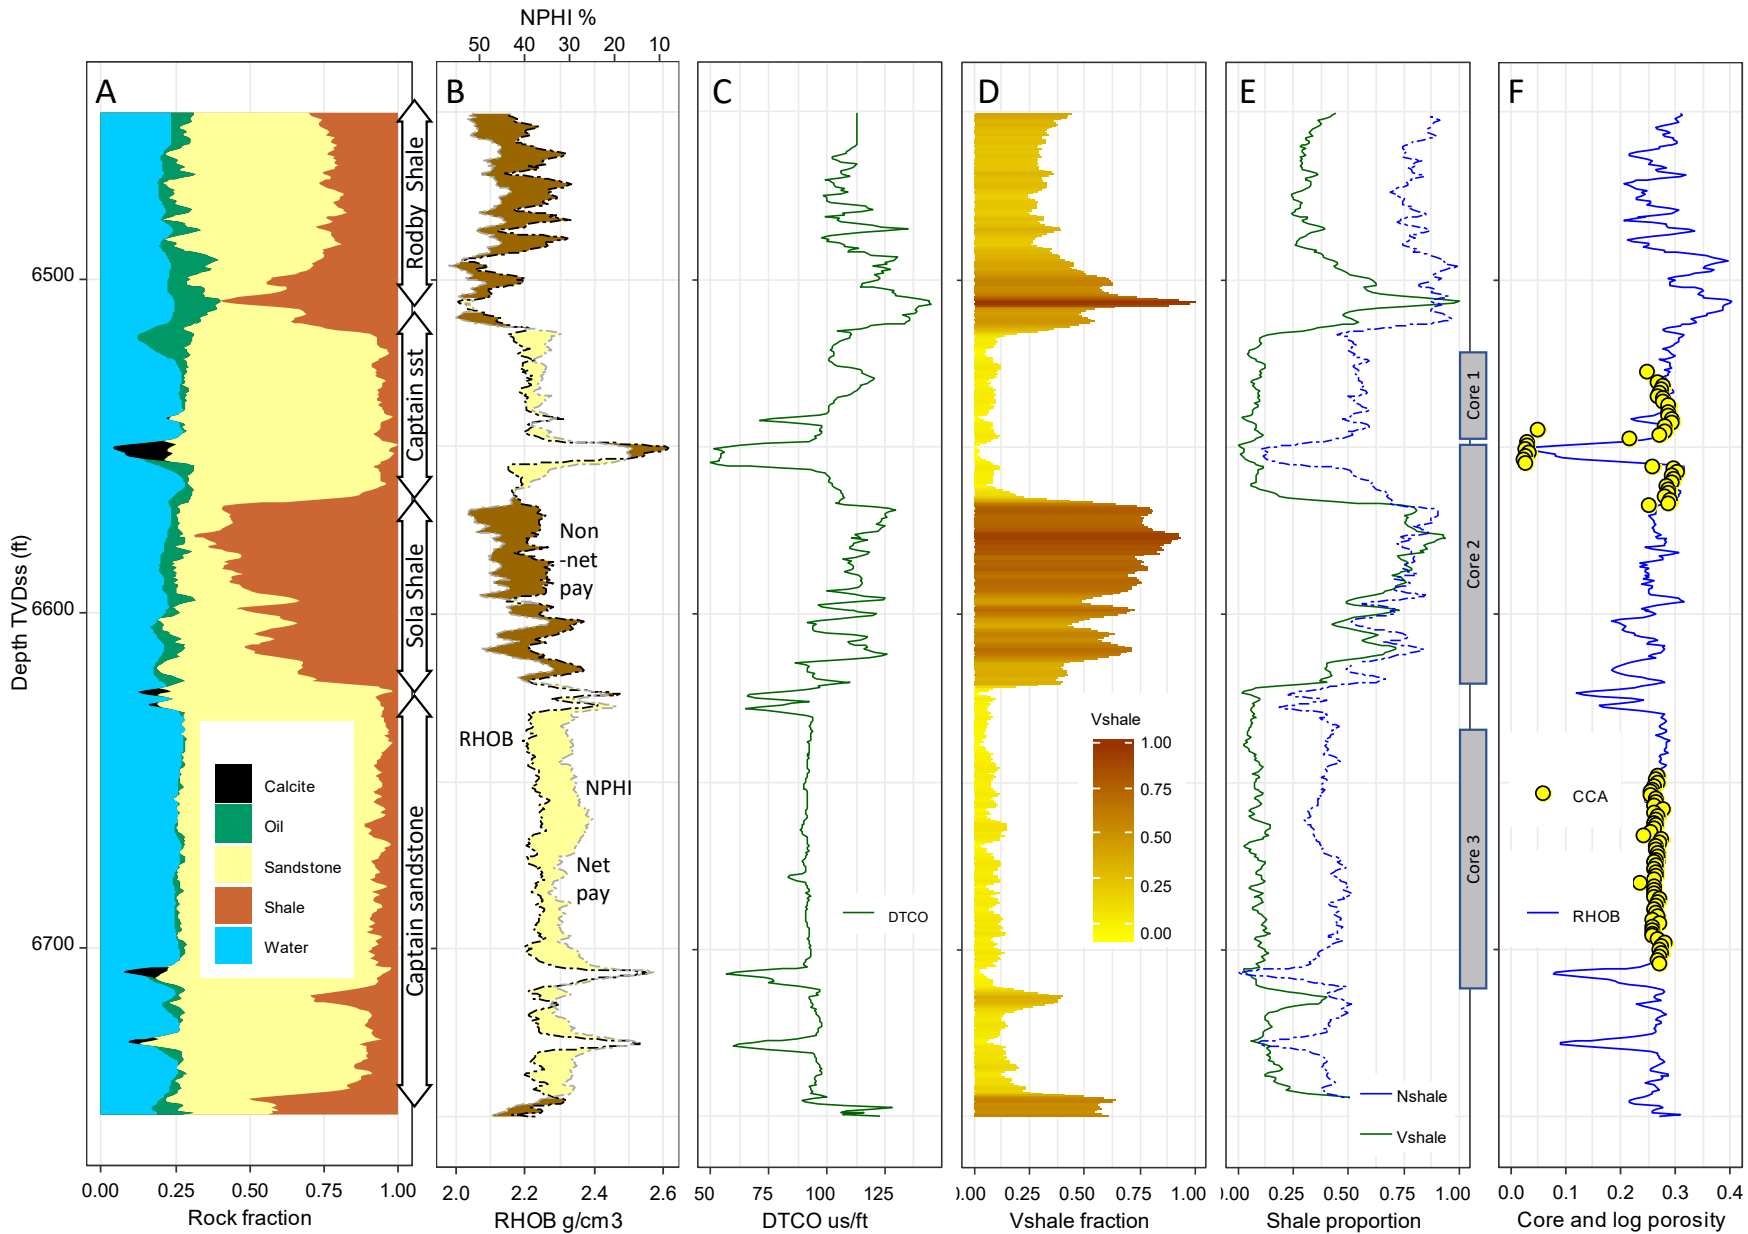 NPHI %
50 40 30 20 10
A
B
C
D
E
F
Rodby Shale
Captain sst
Sola Shale
Captain sandstone
Depth TVDss (ft)
6500
6600
6700
Non
-net
pay
RHOB
NPHI
Net
pay
Calcite
Oil
Sandstone
Shale
Water
DTCO
Vshale
1.00
0.75
0.50
0.25
0.00
Core 1
Core 2
Core 3
Nshale
Vshale
CCA
RHOB
0.00 0.25 0.50 0.75 1.00
Rock fraction
2.0 2.2 2.4 2.6
RHOB g/cm3
50 75 100 125
DTCO us/ft
).00 0.25 0.50 0.75 1.00
Vshale fraction
).00 0.25 0.50 0.75 1.00
Shale proportion
0.0 0.1 0.2 0.3 0.4
Core and log porosity